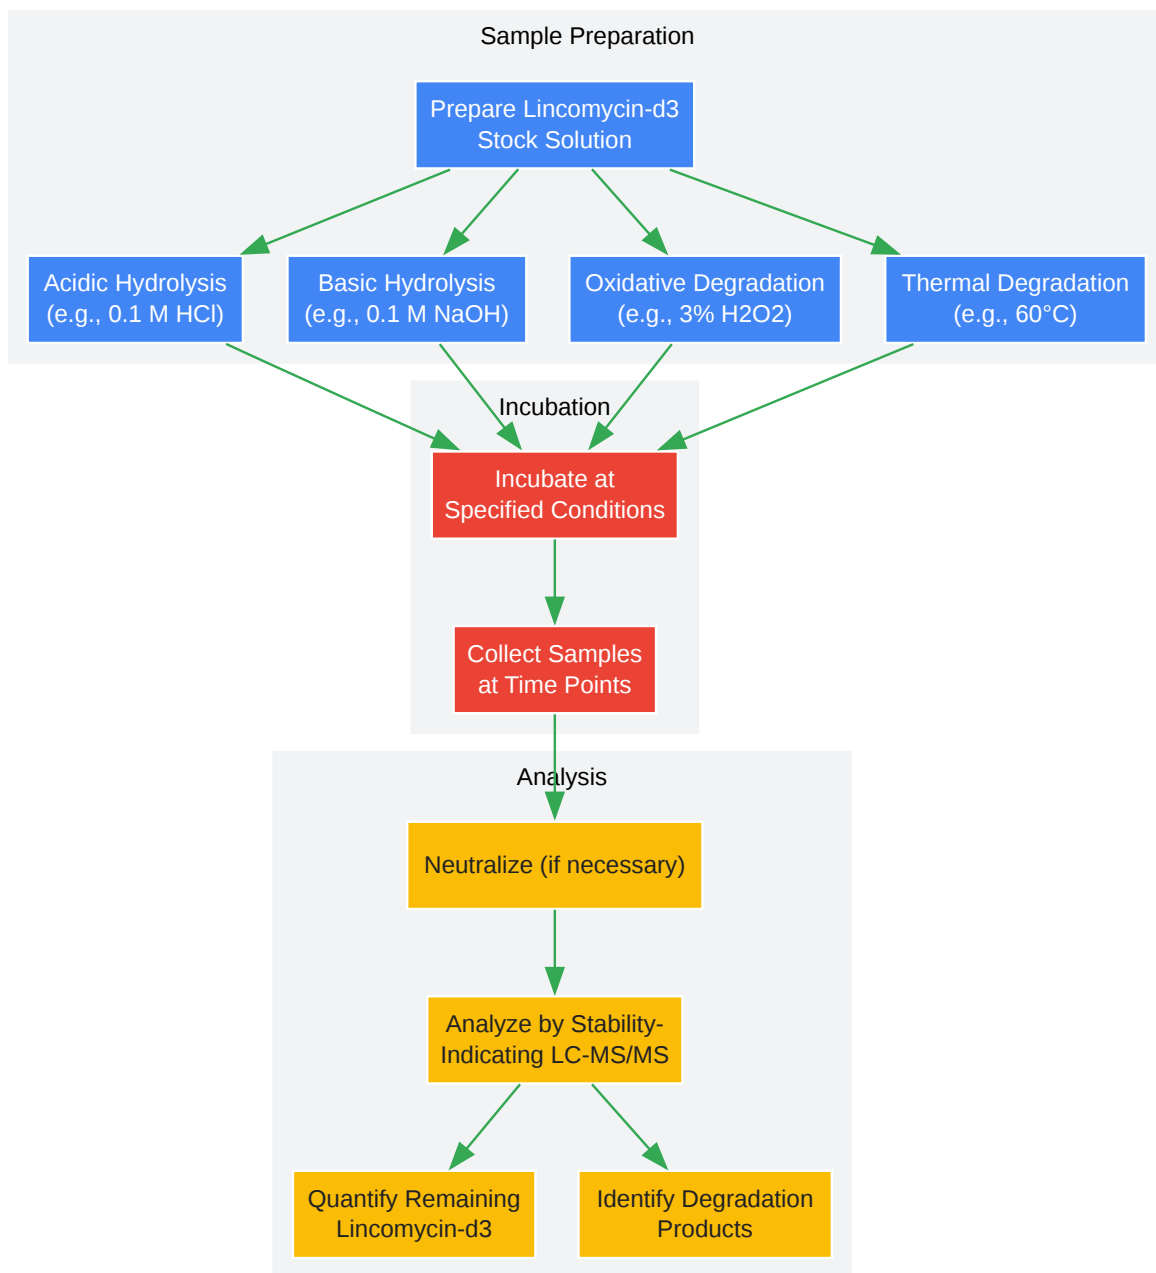 Sample Preparation
Prepare Lincomycin-d3
Stock Solution
Acidic Hydrolysis
(e.g., 0.1 M HCl)
Basic Hydrolysis
(e.g., 0.1 M NaOH)
Oxidative Degradation
(e.g., 3% H2O2)
Thermal Degradation
(e.g., 60°C)
Incubation
Incubate at
Specified Conditions
Collect Samples
at Time Points
Analysis
Neutralize (if necessary)
Analyze by Stability-
Indicating LC-MS/MS
Quantify Remaining
Lincomycin-d3
Identify Degradation
Products